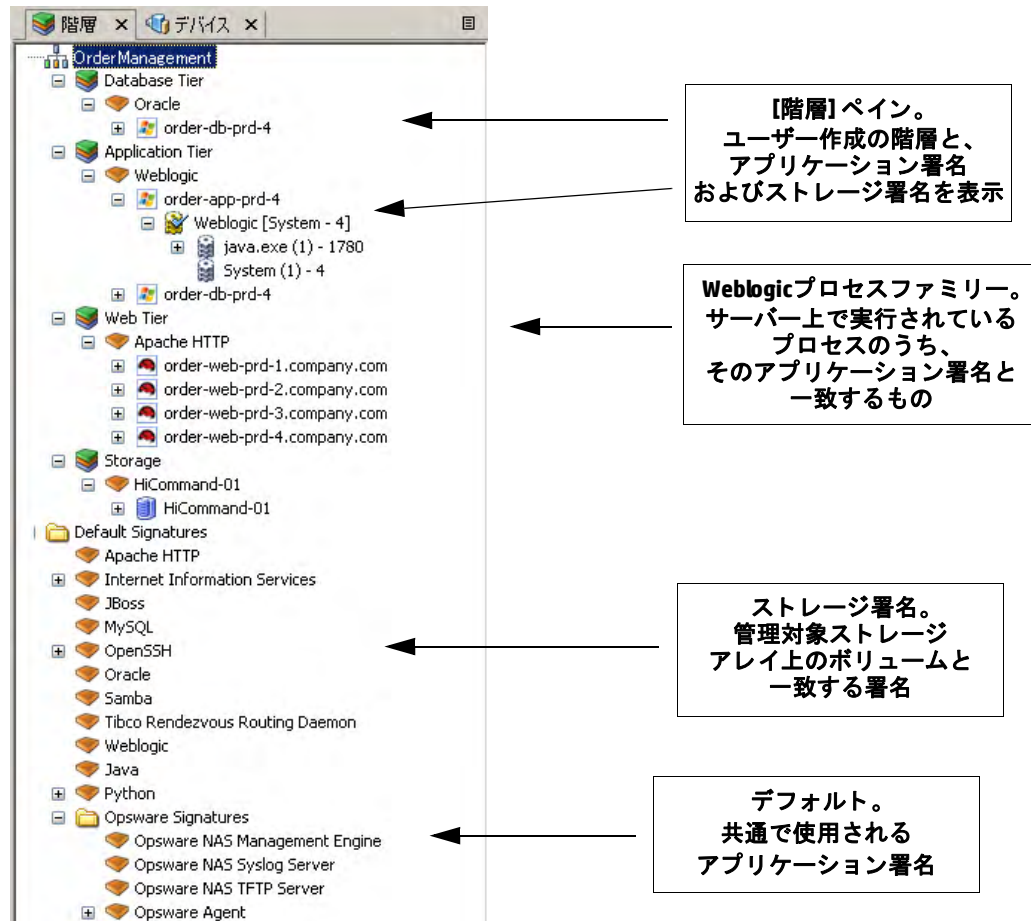 階層 デバイス
OrderManagement
Database Tier
Oracle
order-db-prd-4
Application Tier
Weblogic
order-app-prd-4
Weblogic [System - 4]
java.exe (1) - 1780
System (1) - 4
order-db-prd-4
Web Tier
Apache HTTP
order-web-prd-1.company.com
order-web-prd-2.company.com
order-web-prd-3.company.com
order-web-prd-4.company.com
Storage
HiCommand-01
HiCommand-01
Default Signatures
Apache HTTP
Internet Information Services
JBoss
MySQL
OpenSSH
Oracle
Samba
Tibco Rendezvous Routing Daemon
Weblogic
Java
Python
Opsware Signatures
Opsware NAS Management Engine
Opsware NAS Syslog Server
Opsware NAS TFTP Server
Opsware Agent
[階層] ペイン。
ユーザー作成の階層と、
アプリケーション署名
およびストレージ署名を表示
Weblogicプロセスファミリー。
サーバー上で実行されている
プロセスのうち、
そのアプリケーション署名と
一致するもの
ストレージ署名。
管理対象ストレージ
アレイ上のボリュームと
一致する署名
デフォルト。
共通で使用される
アプリケーション署名